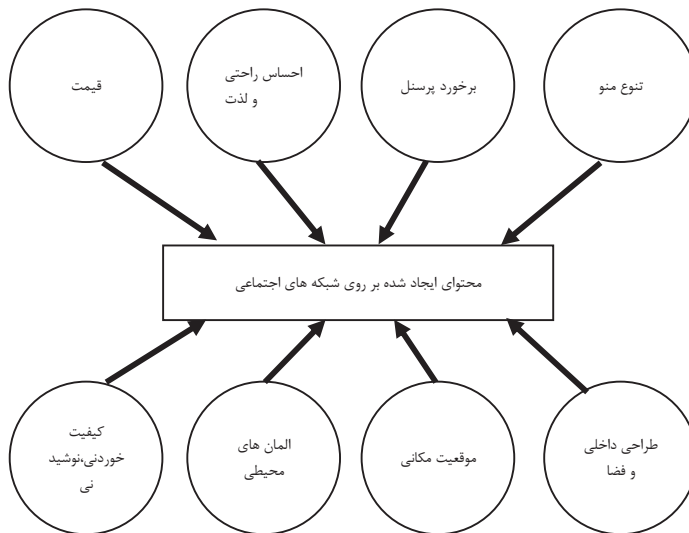 تنوع منو
برخورد پرسنل
احساس راحتی
و لذت
قیمت
محتوای ایجاد شده بر روی شبکه های اجتماعی
طراحی داخلی
و فضا
موقعیت مکانی
المان های
محیطی
کیفیت
خوردنی،نوشید
نی